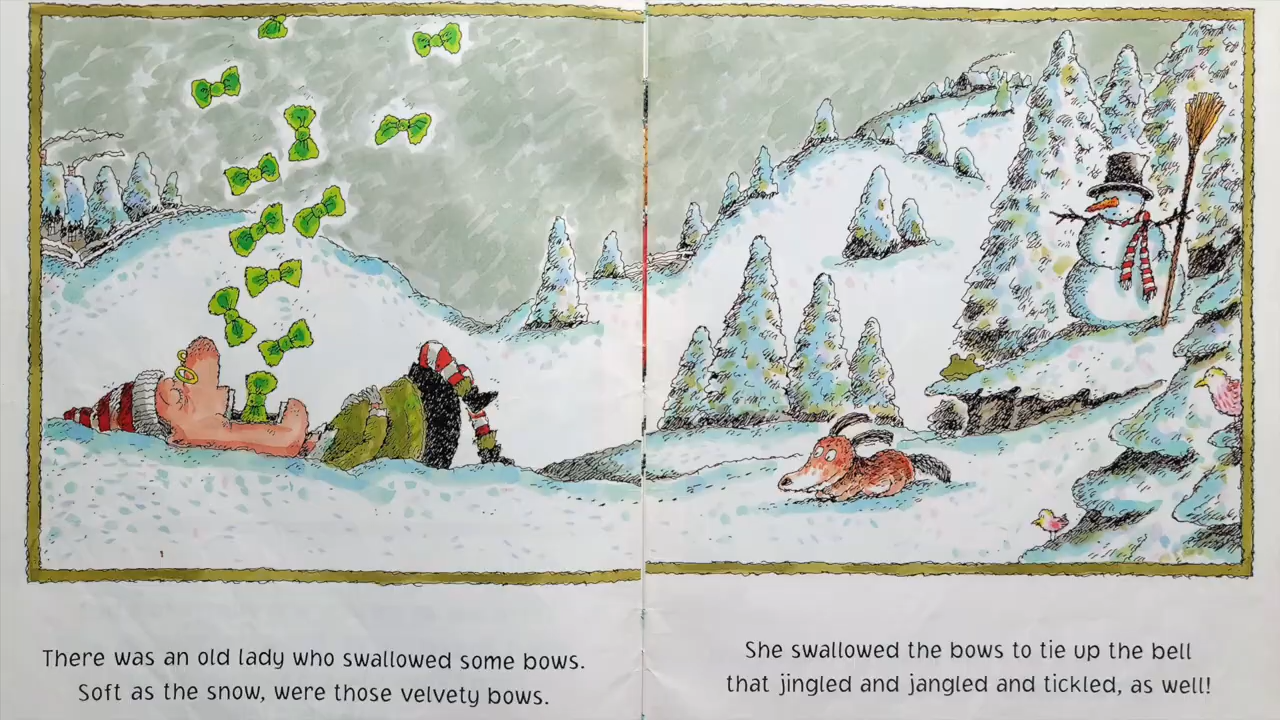 There was an old lady who swallowed some bows.
Soft as the snow, were those velvety bows.
She swallowed the bows to tie up the bell
that jingled and jangled and tickled, as well!